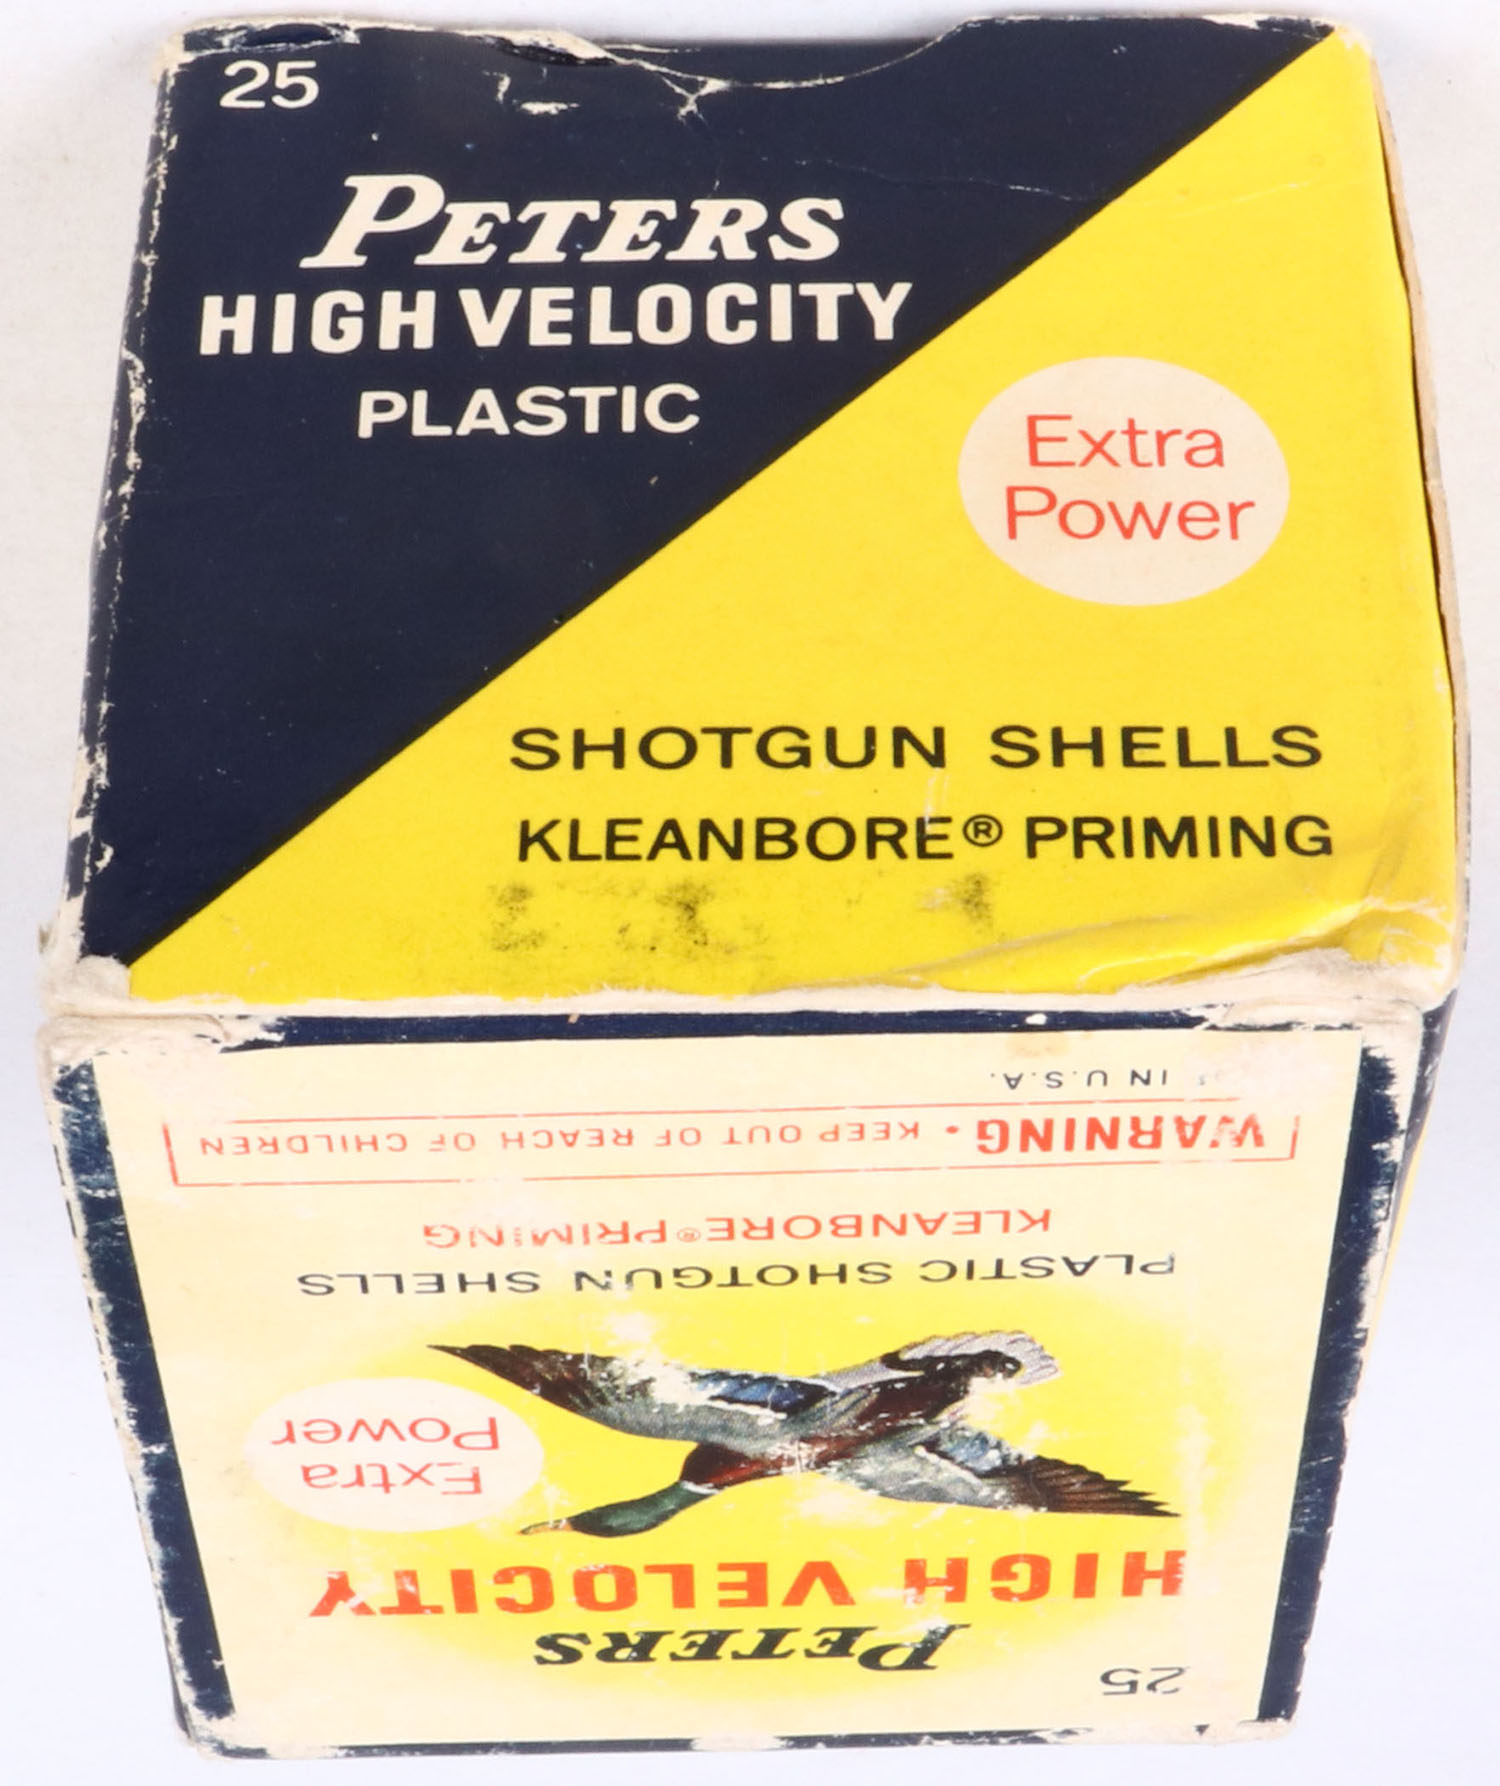 25
PETERS
HIGH VELOCITY
PLASTIC
Extra
Power
SHOTGUN SHELLS
KLEANBORE® PRIMING
25
PETERS
HIGH VELOCITY
Extra
Power
PLASTIC SHOTGUN SHELLS
KLEANBORE® PRIMING
WARNING • KEEP OUT OF REACH OF CHILDREN
IN U.S.A.